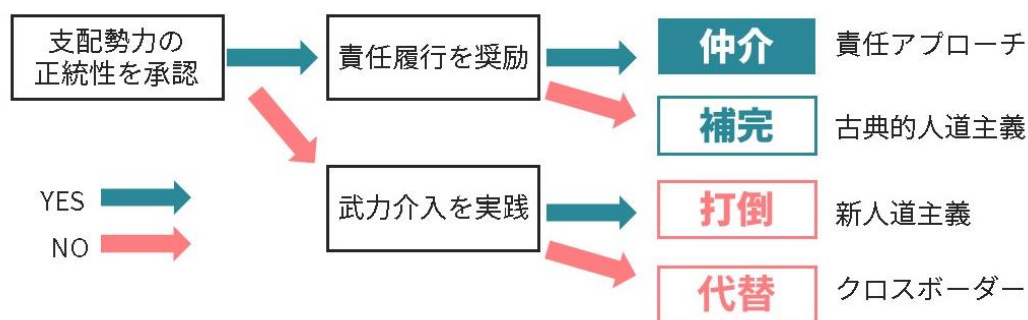 支配勢力の
正統性を承認
責任履行を奨励
仲介
責任アプローチ
補完
古典的人道主義
YES
NO
武力介入を実践
打倒
新人道主義
代替
クロスボーダー